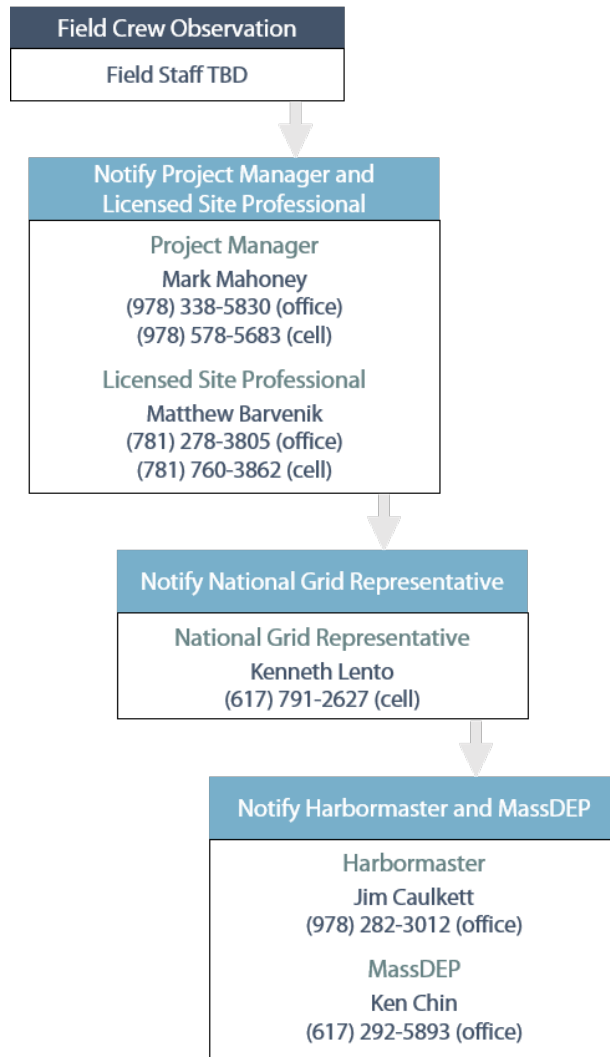 Field Crew Observation
Field Staff TBD
Notify Project Manager and
Licensed Site Professional
Project Manager
Mark Mahoney
(978) 338-5830 (office)
(978) 578-5683 (cell)
Licensed Site Professional
Matthew Barvenik
(781) 278-3805 (office)
(781) 760-3862 (cell)
Notify National Grid Representative
National Grid Representative
Kenneth Lento
(617) 791-2627 (cell)
Notify Harbormaster and MassDEP
Harbormaster
Jim Caulkett
(978) 282-3012 (office)
MassDEP
Ken Chin
(617) 292-5893 (office)